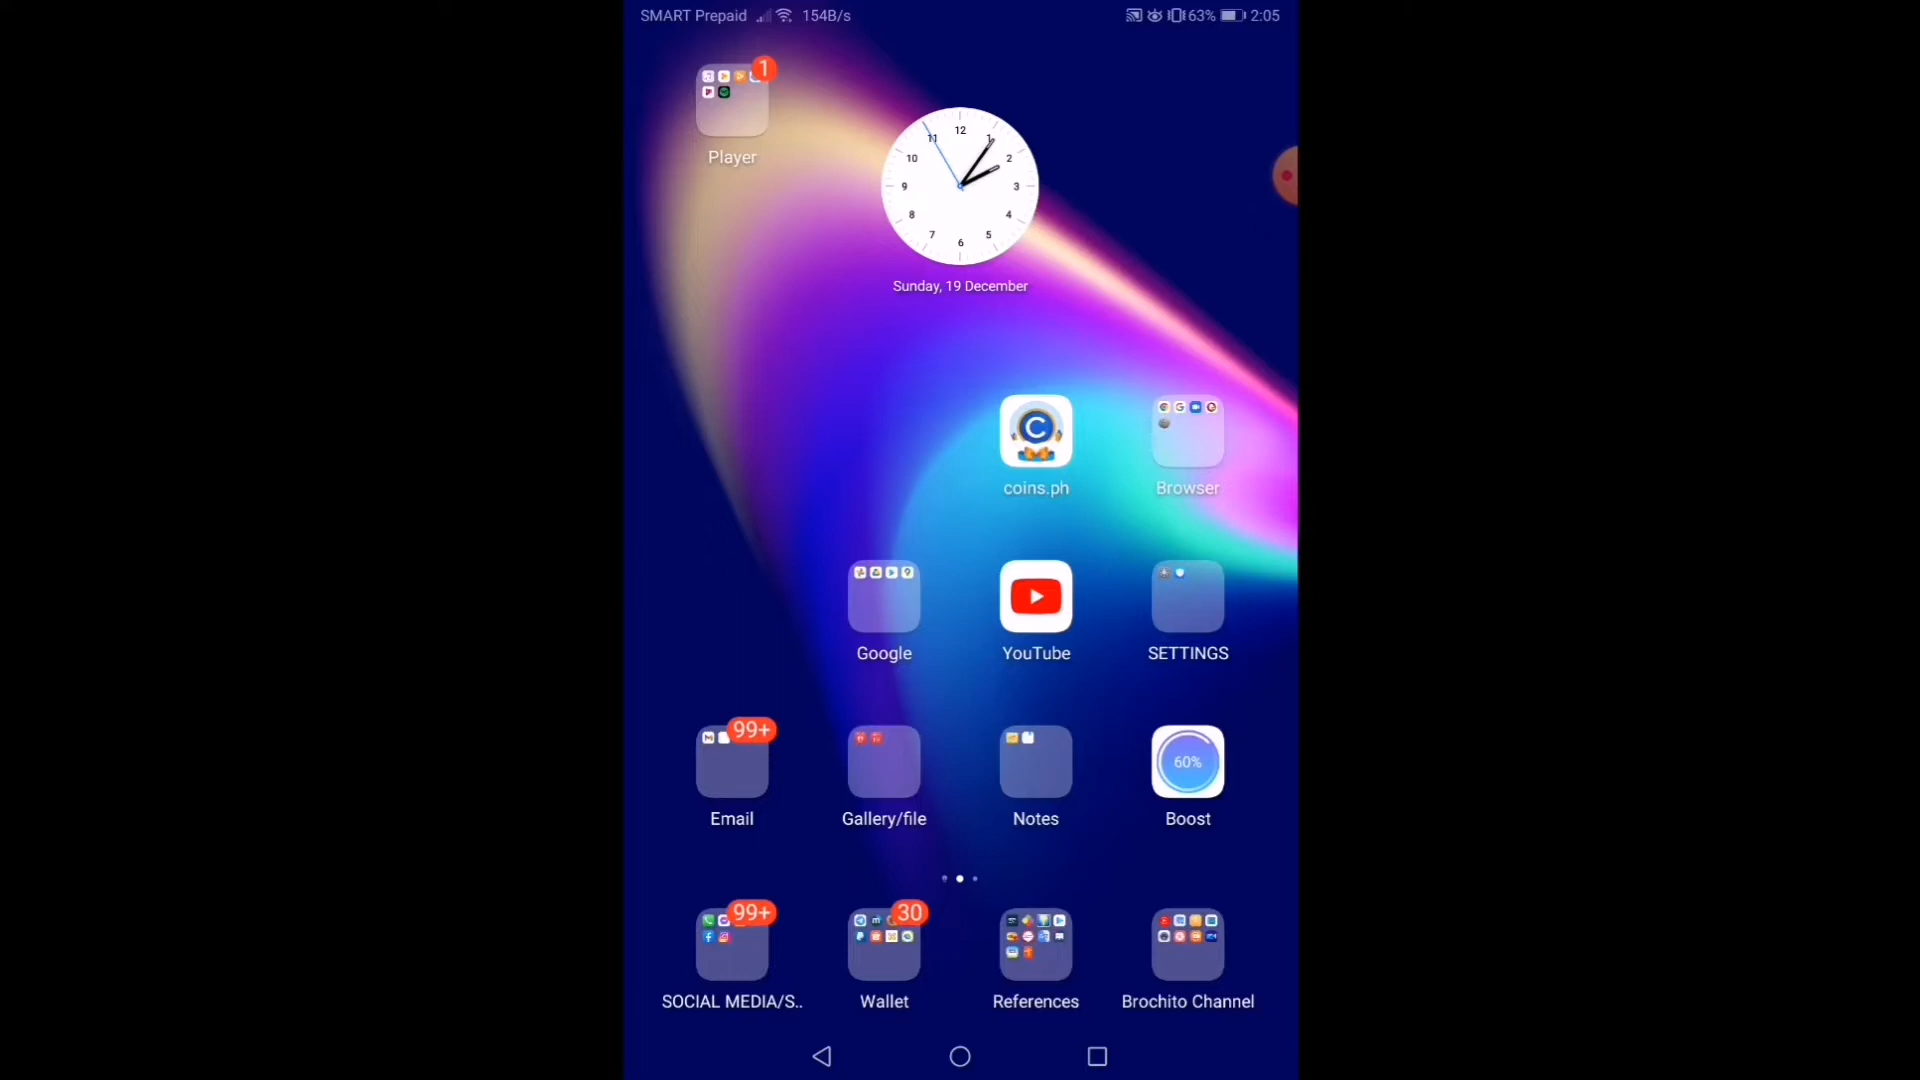 SMART Prepaid 154B/s 63% 2:05
1
Player
12
11 1
10 2
9 3
8 4
7 5
6
Sunday, 19 December
C
coins.ph Browser
Google YouTube SETTINGS
99+ 60%
Email Gallery/file Notes Boost
99+ 30
SOCIAL MEDIA/S.. Wallet References Brochito Channel